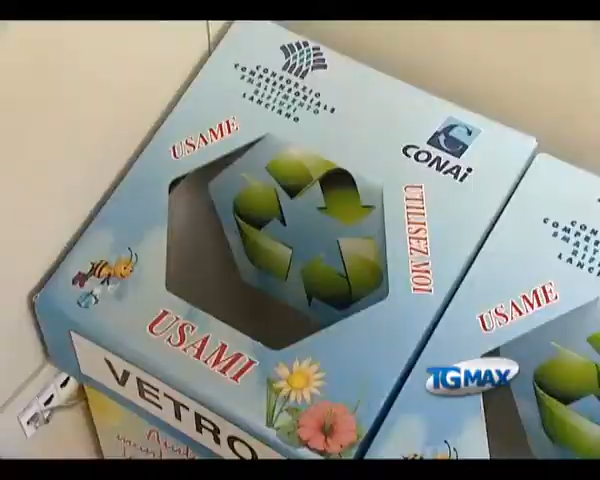 CONSORZIO
COMPRENSORIALE
SMALTIMENTO
RIFIUTI
LANCIANO
CONAi
USAME
UTILISEZ MOI
USAMI
VETRO
USAME
TGMAX